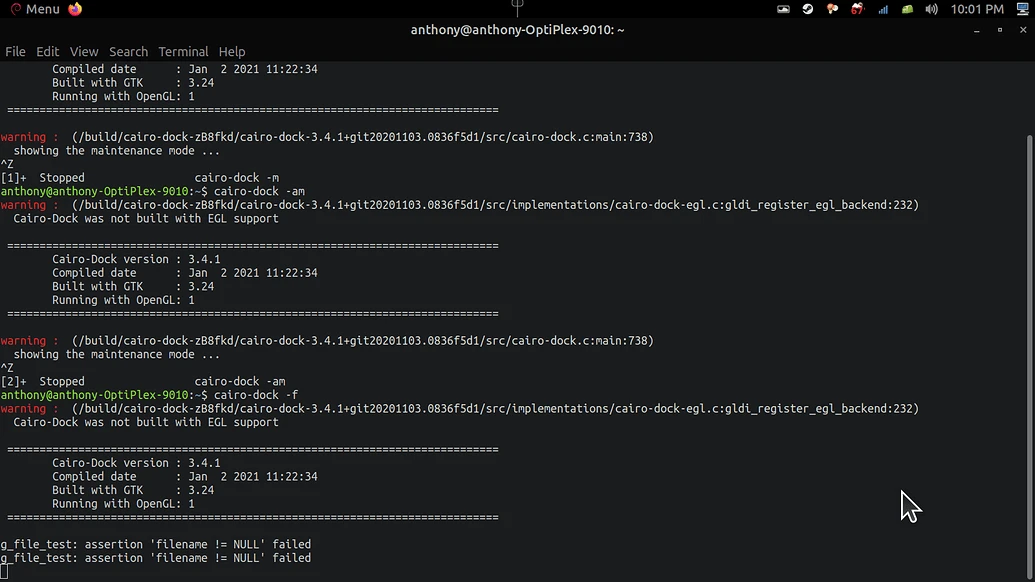 Menu 67° 10:01 PM
anthony@anthony-OptiPlex-9010: ~
File Edit View Search Terminal Help
Compiled date : Jan 2 2021 11:22:34
Built with GTK : 3.24
Running with OpenGL: 1
============================================================================
warning : (/build/cairo-dock-zB8fkd/cairo-dock-3.4.1+git20201103.0836f5d1/src/cairo-dock.c:main:738)
showing the maintenance mode ...
^Z
[1]+ Stopped cairo-dock -m
anthony@anthony-OptiPlex-9010:~$ cairo-dock -am
warning : (/build/cairo-dock-zB8fkd/cairo-dock-3.4.1+git20201103.0836f5d1/src/implementations/cairo-dock-egl.c:gldi_register_egl_backend:232)
Cairo-Dock was not built with EGL support
============================================================================
Cairo-Dock version : 3.4.1
Compiled date : Jan 2 2021 11:22:34
Built with GTK : 3.24
Running with OpenGL: 1
============================================================================
warning : (/build/cairo-dock-zB8fkd/cairo-dock-3.4.1+git20201103.0836f5d1/src/cairo-dock.c:main:738)
showing the maintenance mode ...
^Z
[2]+ Stopped cairo-dock -am
anthony@anthony-OptiPlex-9010:~$ cairo-dock -f
warning : (/build/cairo-dock-zB8fkd/cairo-dock-3.4.1+git20201103.0836f5d1/src/implementations/cairo-dock-egl.c:gldi_register_egl_backend:232)
Cairo-Dock was not built with EGL support
============================================================================
Cairo-Dock version : 3.4.1
Compiled date : Jan 2 2021 11:22:34
Built with GTK : 3.24
Running with OpenGL: 1
============================================================================
g_file_test: assertion 'filename != NULL' failed
g_file_test: assertion 'filename != NULL' failed